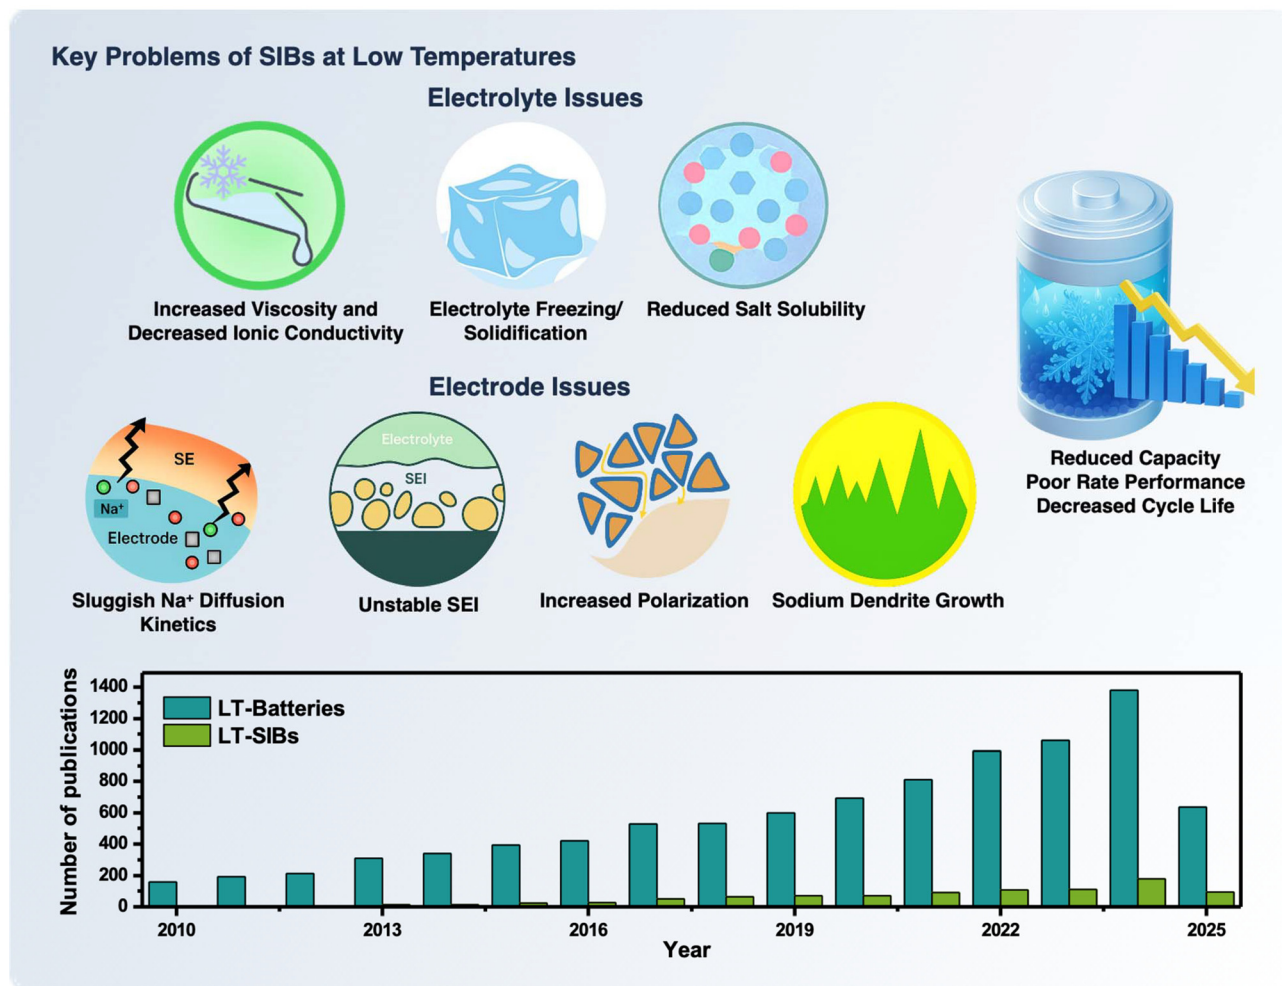 Key Problems of SIBs at Low Temperatures
Electrolyte Issues
Increased Viscosity and
Decreased Ionic Conductivity
Electrolyte Freezing/
Solidification
Reduced Salt Solubility
Electrode Issues
SE
Na⁺
Electrode
Sluggish Na⁺ Diffusion
Kinetics
Electrolyte
SEI
Unstable SEI
Increased Polarization
Sodium Dendrite Growth
Reduced Capacity
Poor Rate Performance
Decreased Cycle Life
Number of publications
1400
1200
1000
800
600
400
200
0
LT-Batteries
LT-SIBs
2010
2013
2016
2019
2022
2025
Year